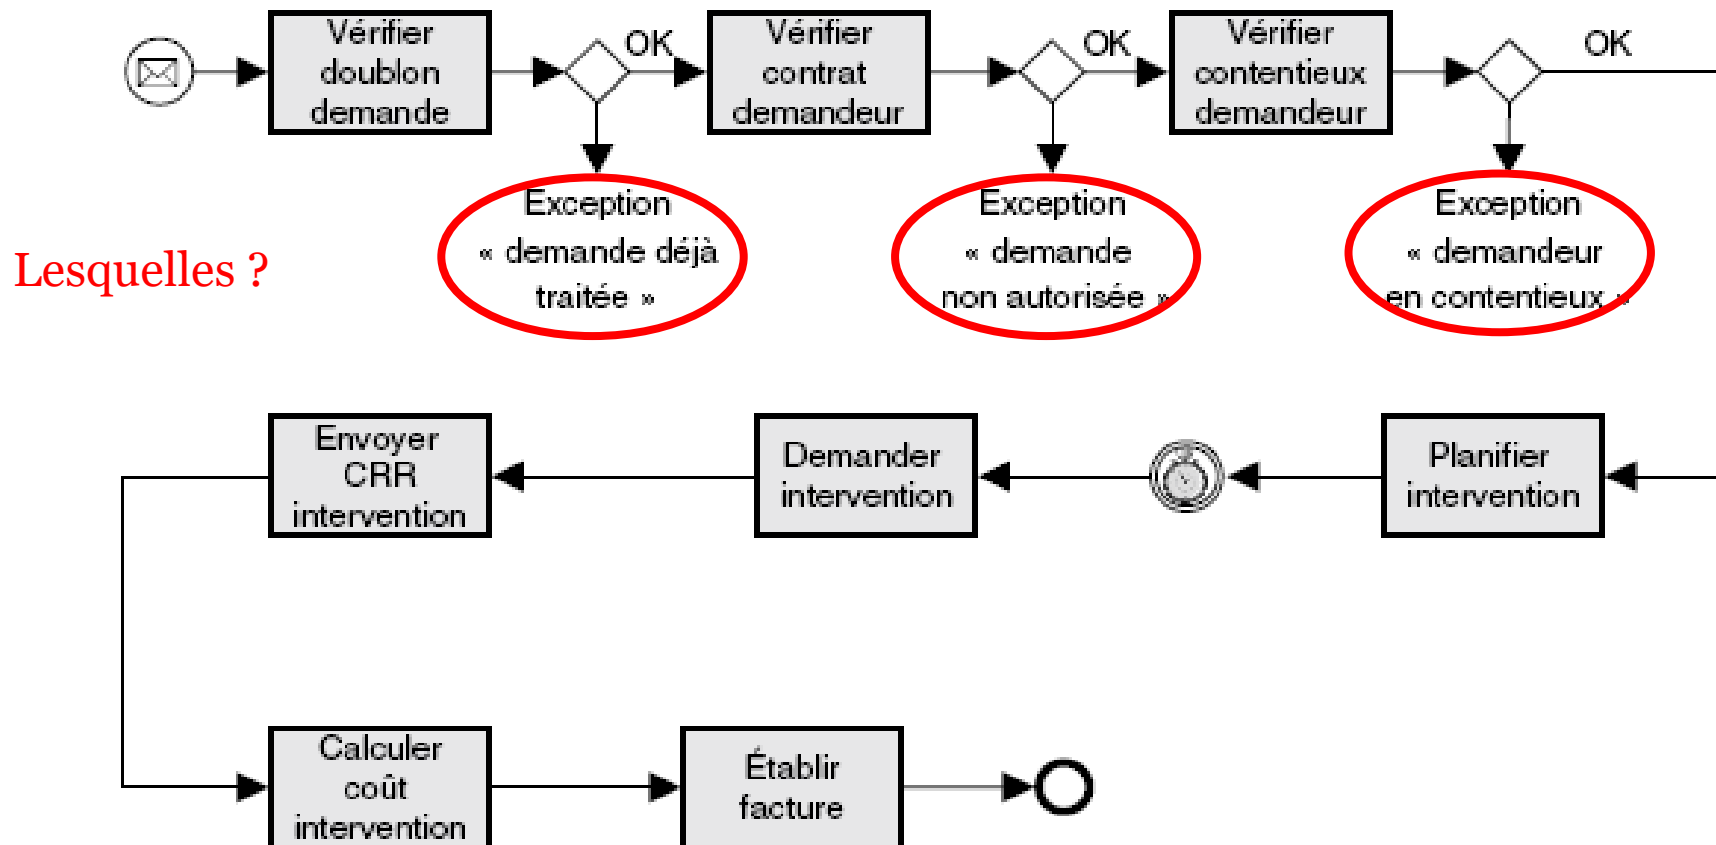 Vérifier
doublon
demande
OK
Vérifier
contrat
demandeur
OK
Vérifier
contentieux
demandeur
OK
Exception
« demande déjà
traitée »
Exception
« demande
non autorisée »
Exception
« demandeur
en contentieux »
Lesquelles ?
Envoyer
CRR
intervention
Demander
intervention
Planifier
intervention
Calculer
coût
intervention
Établir
facture